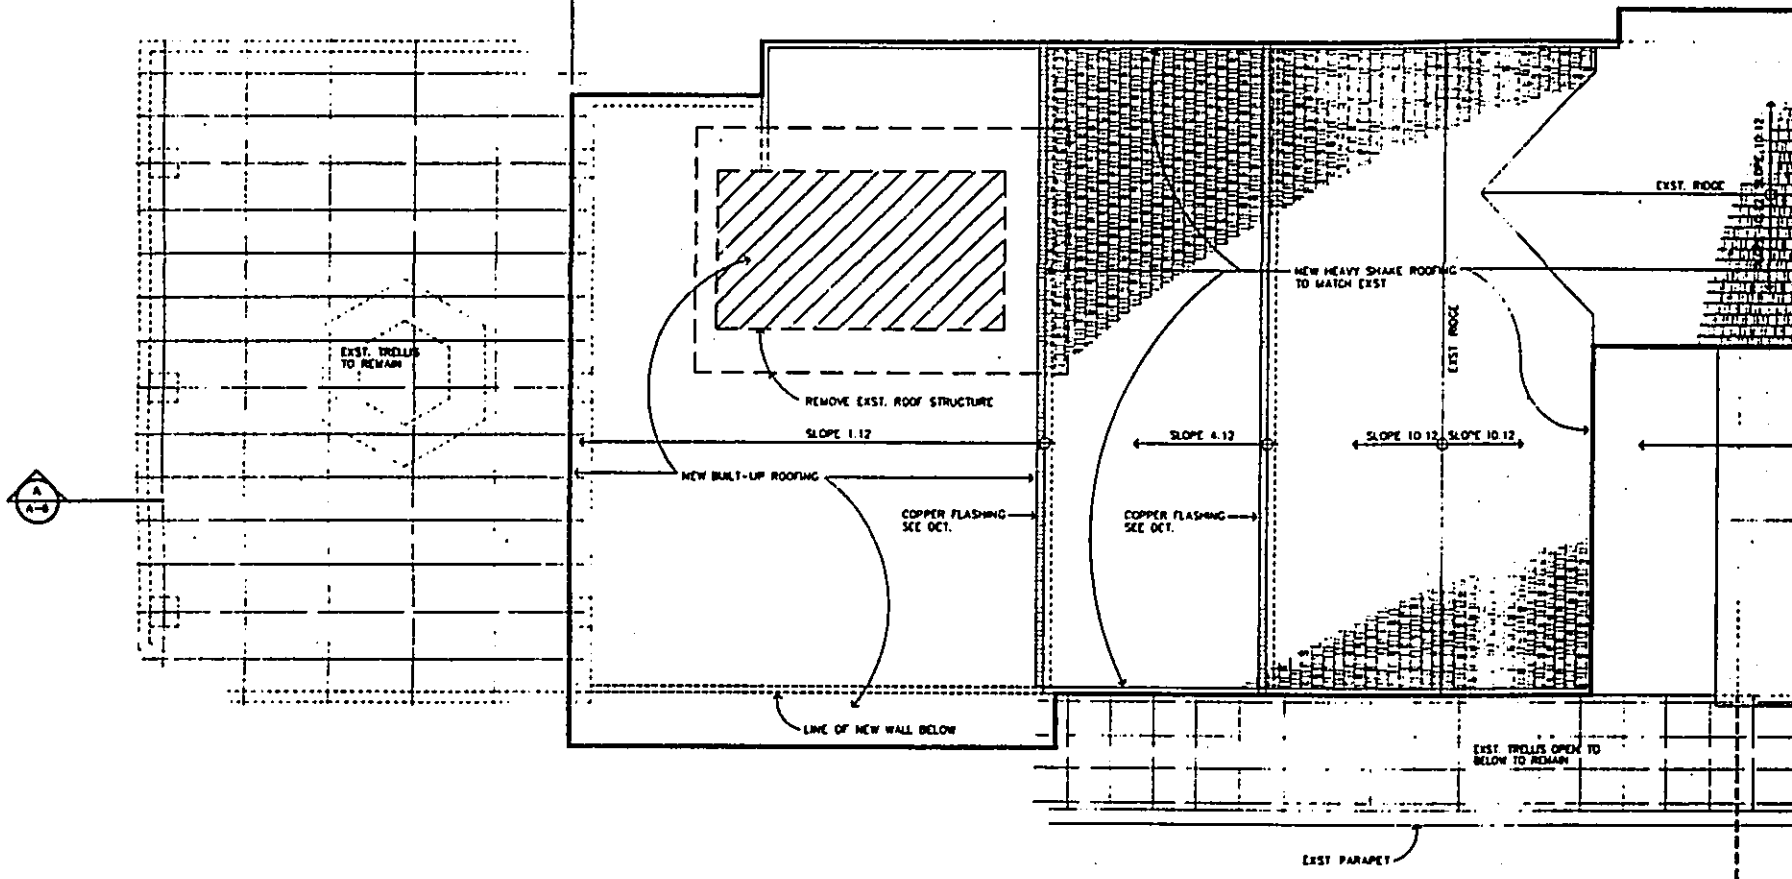 EXST. RIDGE
SLOPE 10:12
NEW HEAVY SHAKE ROOFING
TO MATCH EXST
EXST RIDGE
EXST. TRELLIS
TO REMAIN
REMOVE EXST. ROOF STRUCTURE
SLOPE 1:12
SLOPE 4:12
SLOPE 10:12
SLOPE 10:12
NEW BUILT-UP ROOFING
A
A-6
COPPER FLASHING
SEE DET.
COPPER FLASHING
SEE DET.
LINE OF NEW WALL BELOW
EXST. TRELLIS OPEN TO
BELOW TO REMAIN
EXST PARAPET